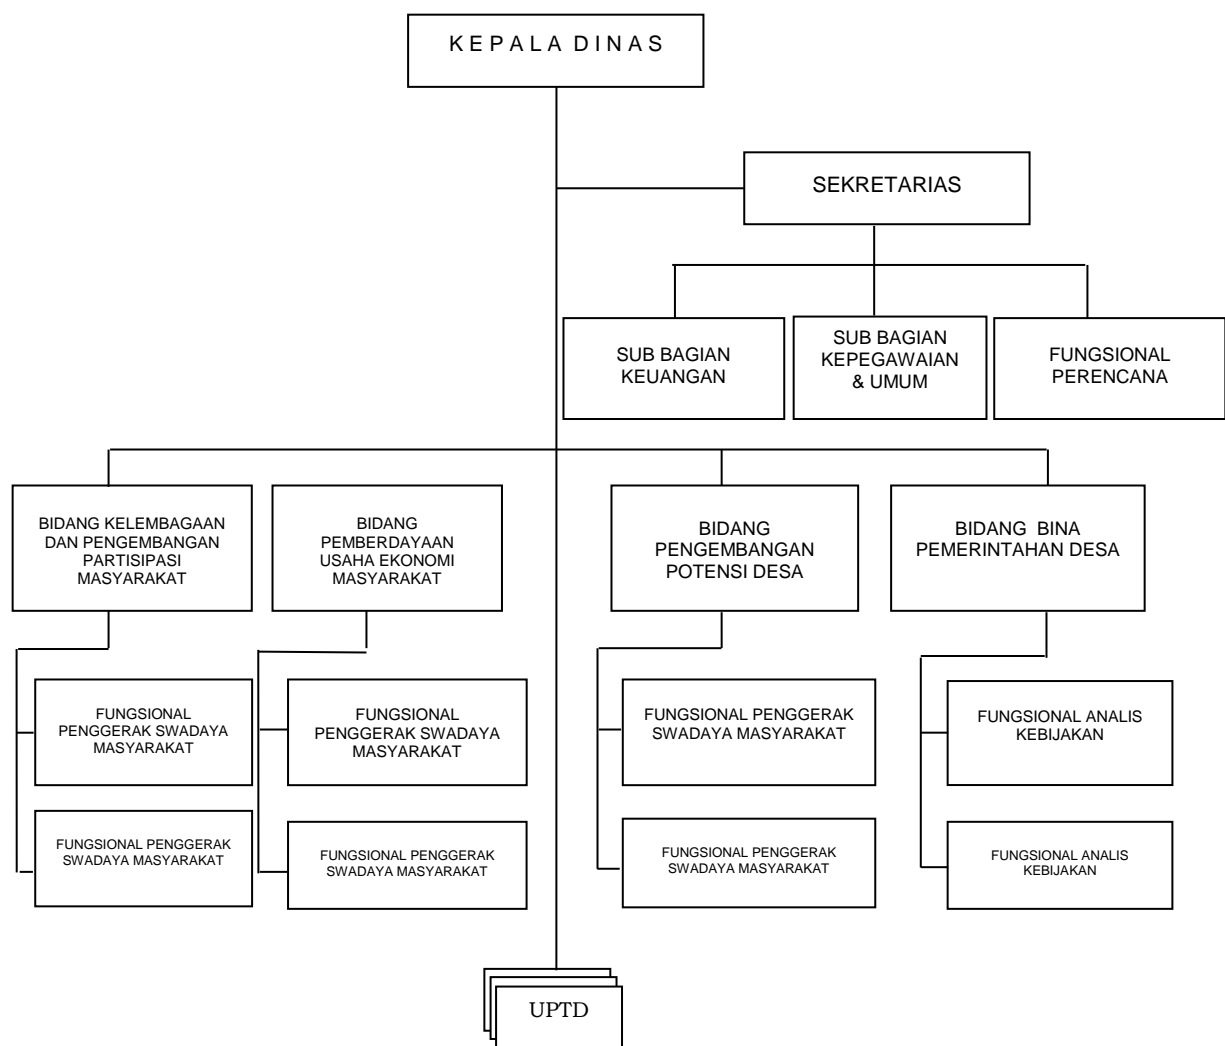 K E P A L A D I N A S
SEKRETARIAS
SUB BAGIAN
KEUANGAN
SUB BAGIAN
KEPEGAWAIAN
& UMUM
FUNGSIONAL
PERENCANA
BIDANG KELEMBAGAAN
DAN PENGEMBANGAN
PARTISIPASI
MASYARAKAT
BIDANG
PEMBERDAYAAN
USAHA EKONOMI
MASYARAKAT
BIDANG
PENGEMBANGAN
POTENSI DESA
BIDANG BINA
PEMERINTAHAN DESA
FUNGSIONAL
PENGGERAK SWADAYA
MASYARAKAT
FUNGSIONAL
PENGGERAK SWADAYA
MASYARAKAT
FUNGSIONAL PENGGERAK
SWADAYA MASYARAKAT
FUNGSIONAL ANALIS
KEBIJAKAN
FUNGSIONAL PENGGERAK
SWADAYA MASYARAKAT
FUNGSIONAL PENGGERAK
SWADAYA MASYARAKAT
FUNGSIONAL PENGGERAK
SWADAYA MASYARAKAT
FUNGSIONAL ANALIS
KEBIJAKAN
UPTD